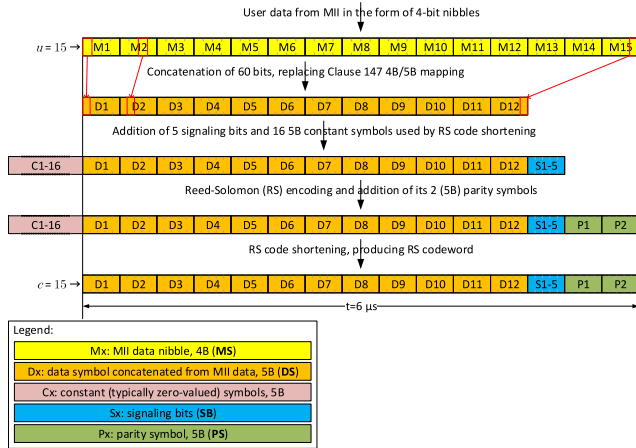 User data from MII in the form of 4-bit nibbles
u = 15 → M1 M2 M3 M4 M5 M6 M7 M8 M9 M10 M11 M12 M13 M14 M15
Concatenation of 60 bits, replacing Clause 147 4B/5B mapping
D1 D2 D3 D4 D5 D6 D7 D8 D9 D10 D11 D12
Addition of 5 signaling bits and 16 5B constant symbols used by RS code shortening
C1-16 D1 D2 D3 D4 D5 D6 D7 D8 D9 D10 D11 D12 S1-5
Reed-Solomon (RS) encoding and addition of its 2 (5B) parity symbols
C1-16 D1 D2 D3 D4 D5 D6 D7 D8 D9 D10 D11 D12 S1-5 P1 P2
RS code shortening, producing RS codeword
c = 15 → D1 D2 D3 D4 D5 D6 D7 D8 D9 D10 D11 D12 S1-5 P1 P2
t=6 µs
Legend:
Mx: MII data nibble, 4B (MS)
Dx: data symbol concatenated from MII data, 5B (DS)
Cx: constant (typically zero-valued) symbols, 5B
Sx: signaling bits (SB)
Px: parity symbol, 5B (PS)